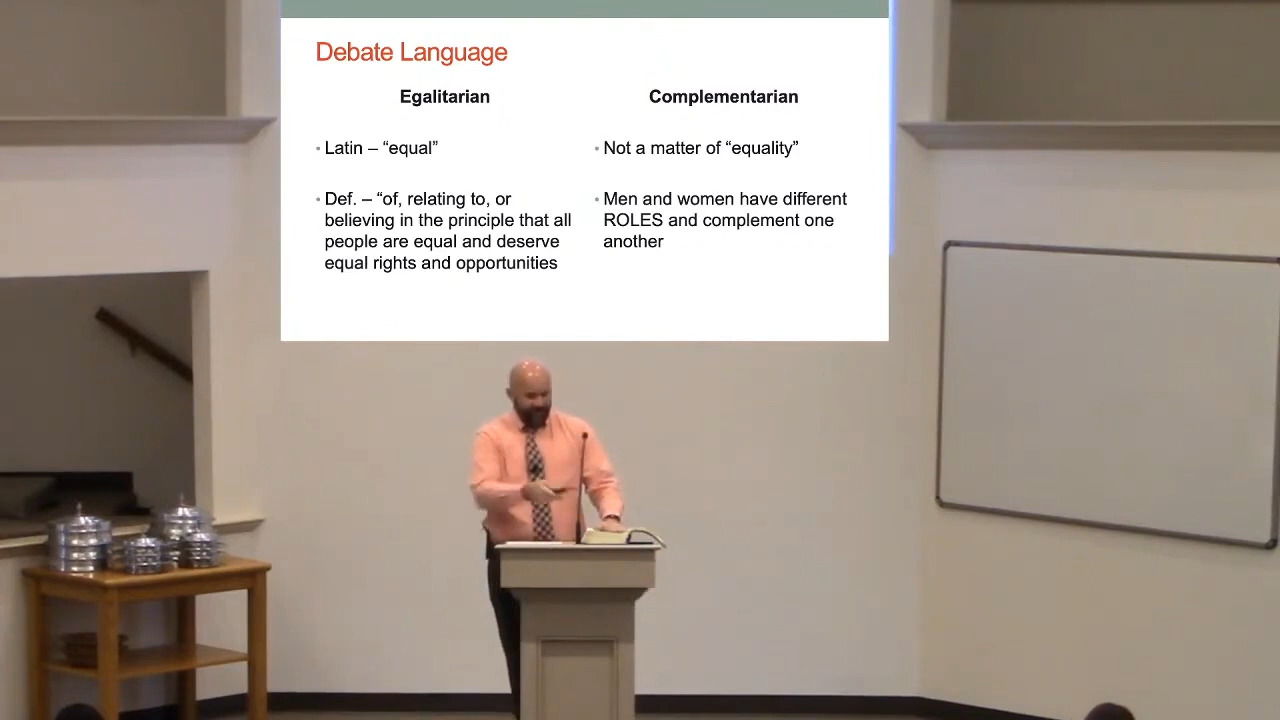 Debate Language
Egalitarian
• Latin – “equal”
• Def. – “of, relating to, or
believing in the principle that all
people are equal and deserve
equal rights and opportunities
Complementarian
• Not a matter of “equality”
• Men and women have different
ROLES and complement one
another